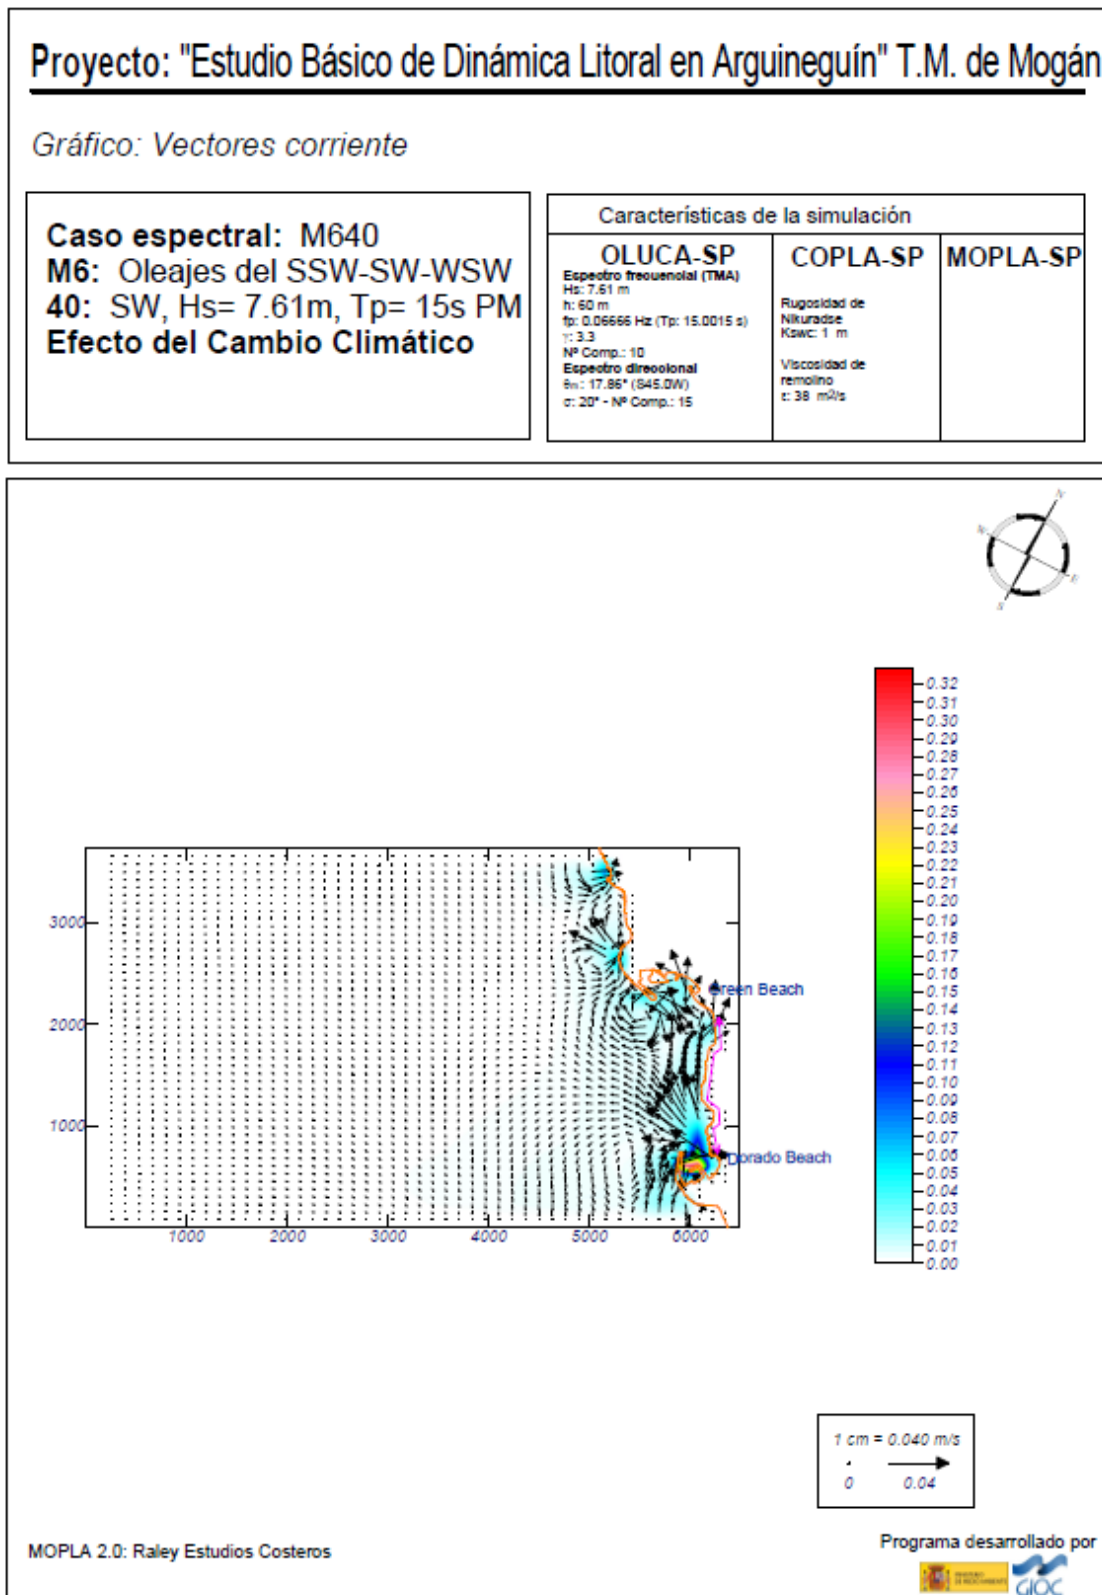 Proyecto: "Estudio Básico de Dinámica Litoral en Arguineguín" T.M. de Mogán
Gráfico: Vectores corriente
Caso espectral: M640
M6: Oleajes del SSW-SW-WSW
40: SW, Hs= 7.61m, Tp= 15s PM
Efecto del Cambio Climático
Características de la simulación
OLUCA-SP
Espectro frecuencial (TMA)
Hs: 7.61 m
h: 60 m
fp: 0.06666 Hz (Tp: 15.0015 s)
γ: 3.3
Nº Comp.: 10
Espectro direccional
θm: 17.86° (S45.0W)
σ: 20° - Nº Comp.: 15
COPLA-SP
Rugosidad de
Nikuradse
Kswc: 1 m
Viscosidad de
remolino
ε: 38 m2/s
MOPLA-SP
N
W
E
S
0.32
0.31
0.30
0.29
0.28
0.27
0.26
0.25
0.24
0.23
0.22
0.21
0.20
0.19
0.18
0.17
0.16
0.15
0.14
0.13
0.12
0.11
0.10
0.09
0.08
0.07
0.06
0.05
0.04
0.03
0.02
0.01
0.00
3000
2000
1000
Green Beach
Dorado Beach
1000 2000 3000 4000 5000 6000
1 cm = 0.040 m/s
0 0.04
MOPLA 2.0: Raley Estudios Costeros
Programa desarrollado por
GIOC